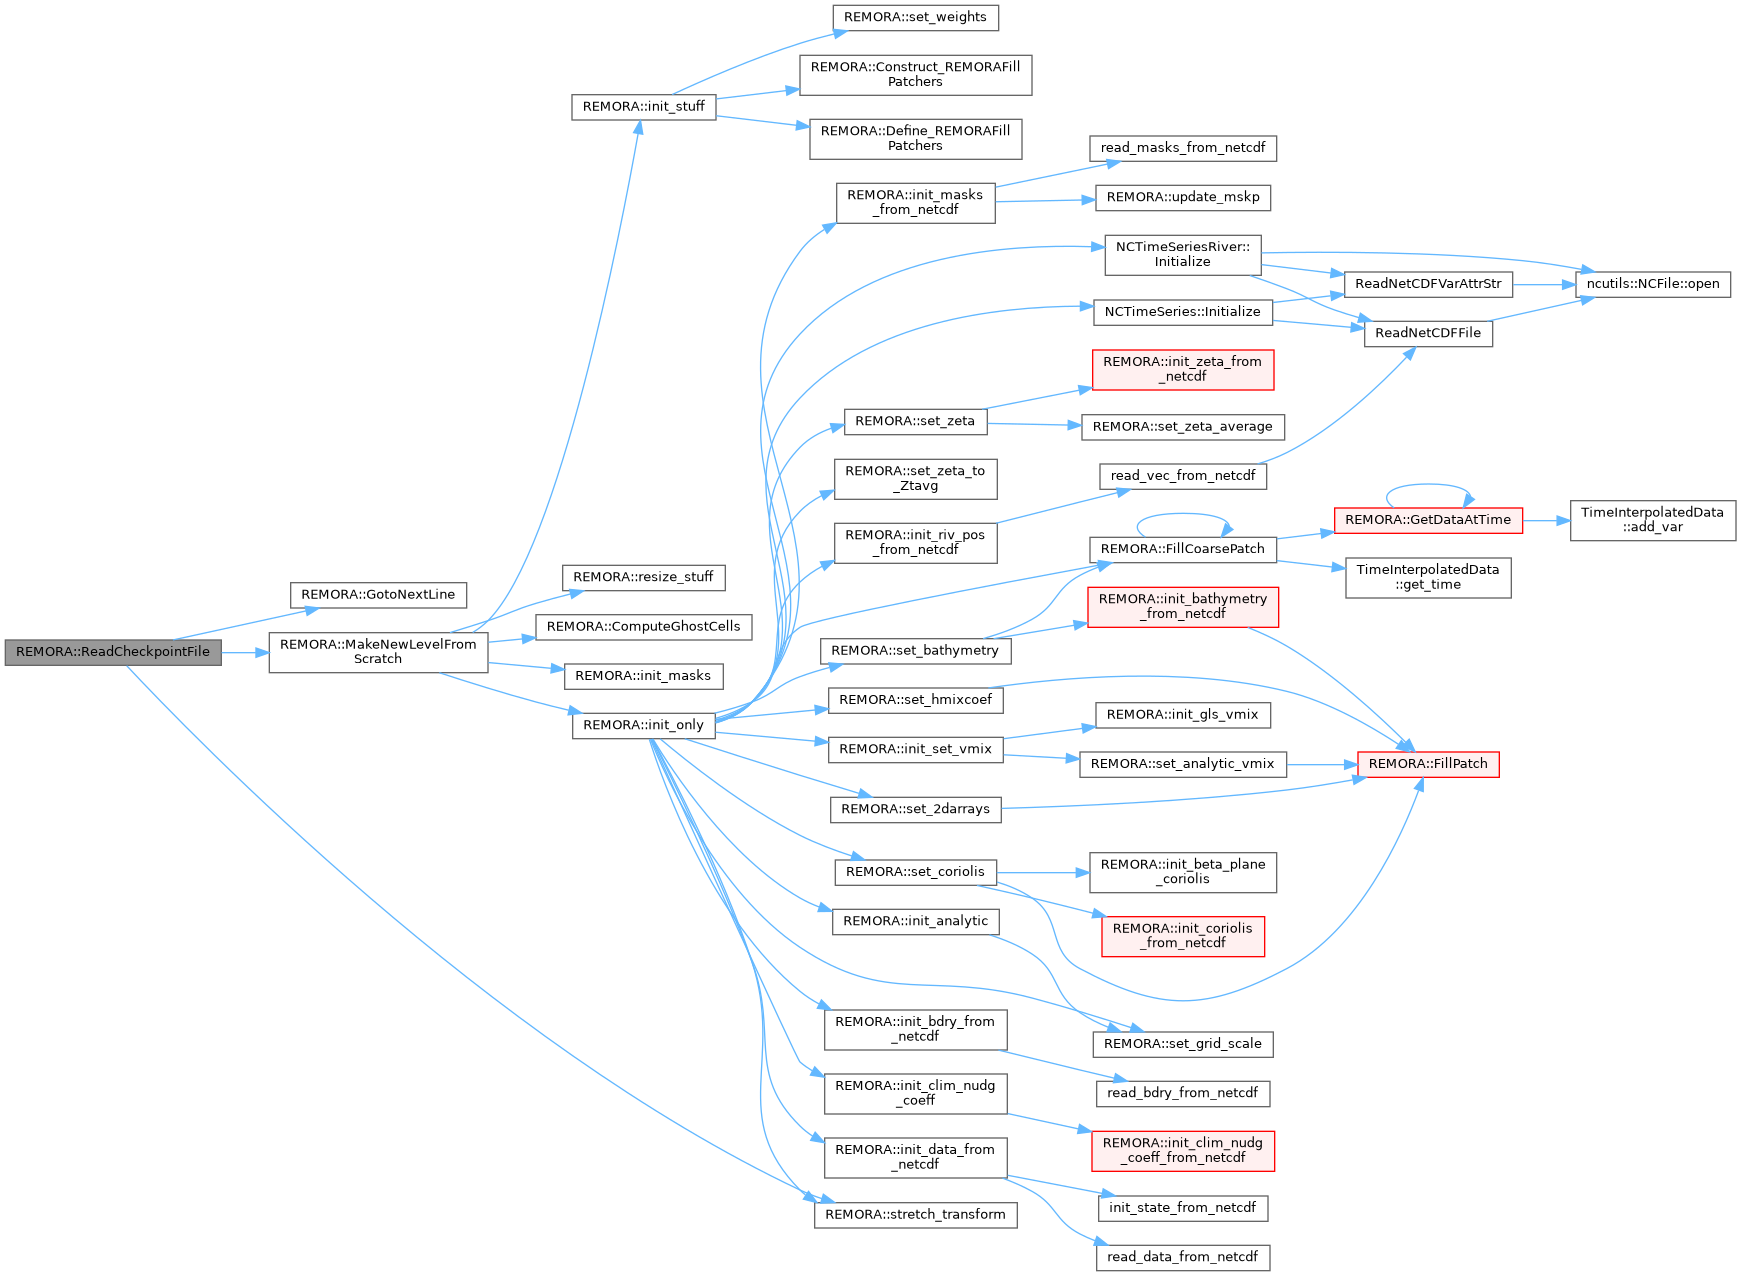 REMORA::set_weights
REMORA::Construct_REMORAFill
Patchers
REMORA::init_stuff
REMORA::Define_REMORAFill
Patchers
read_masks_from_netcdf
REMORA::init_masks
_from_netcdf
REMORA::update_mskp
NCTimeSeriesRiver::
Initialize
ReadNetCDFVarAttrStr
ncutils::NCFile::open
NCTimeSeries::Initialize
ReadNetCDFFile
REMORA::init_zeta_from
_netcdf
REMORA::set_zeta
REMORA::set_zeta_average
REMORA::set_zeta_to
_Ztavg
read_vec_from_netcdf
REMORA::GetDataAtTime
TimeInterpolatedData
::add_var
REMORA::init_riv_pos
_from_netcdf
REMORA::FillCoarsePatch
TimeInterpolatedData
::get_time
REMORA::resize_stuff
REMORA::GotoNextLine
REMORA::init_bathymetry
_from_netcdf
REMORA::ComputeGhostCells
REMORA::ReadCheckpointFile
REMORA::MakeNewLevelFrom
Scratch
REMORA::set_bathymetry
REMORA::init_masks
REMORA::set_hmixcoef
REMORA::init_only
REMORA::init_gls_vmix
REMORA::init_set_vmix
REMORA::set_analytic_vmix
REMORA::FillPatch
REMORA::set_2darrays
REMORA::set_coriolis
REMORA::init_beta_plane
_coriolis
REMORA::init_analytic
REMORA::init_coriolis
_from_netcdf
REMORA::init_bdry_from
_netcdf
REMORA::set_grid_scale
REMORA::init_clim_nudg
_coeff
read_bdry_from_netcdf
REMORA::init_data_from
_netcdf
REMORA::init_clim_nudg
_coeff_from_netcdf
REMORA::stretch_transform
init_state_from_netcdf
read_data_from_netcdf